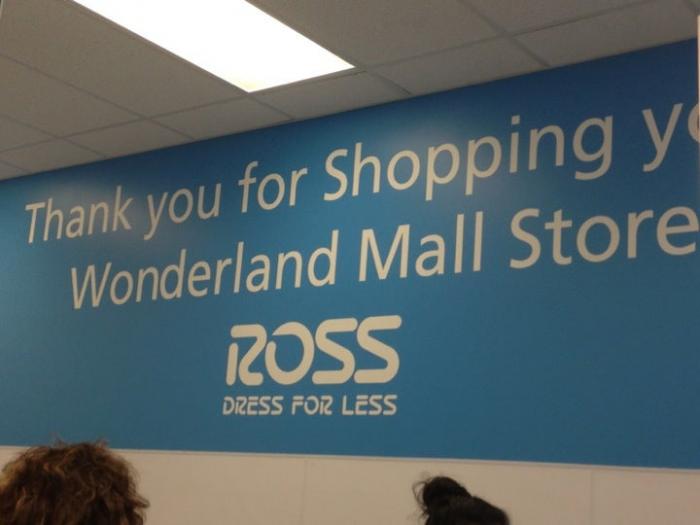 Thank you for Shopping
Wonderland Mall Store
ROSS
DRESS FOR LESS